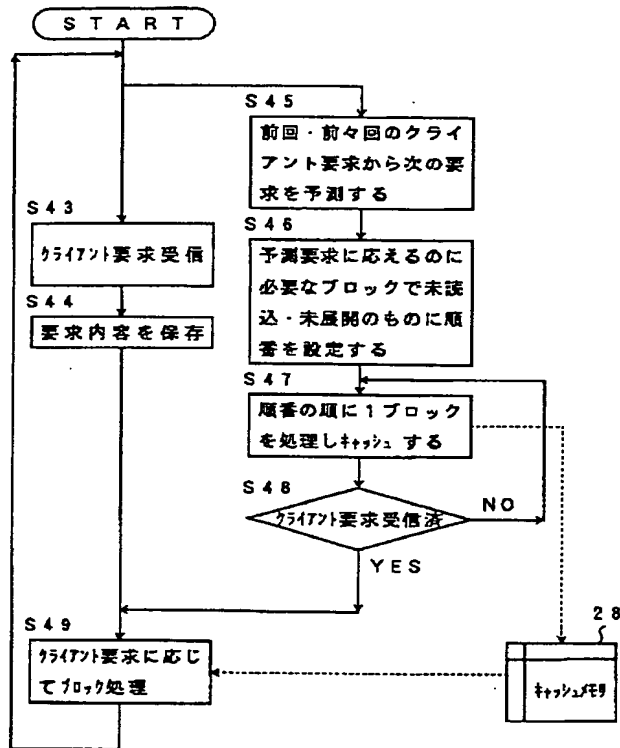 START
S45
前回・前々回のクライ
アント要求から次の要
求を予測する
S43
クライアント要求受信
S44
要求内容を保存
S46
予測要求に応えるのに
必要なブロックで未読
込・未展開のものに順
番を設定する
S47
順番の順に1ブロック
を処理しキャッシュする
S48
クライアント要求受信済
NO
YES
S49
クライアント要求に応じ
てブロック処理
28
キャッシュメモリ